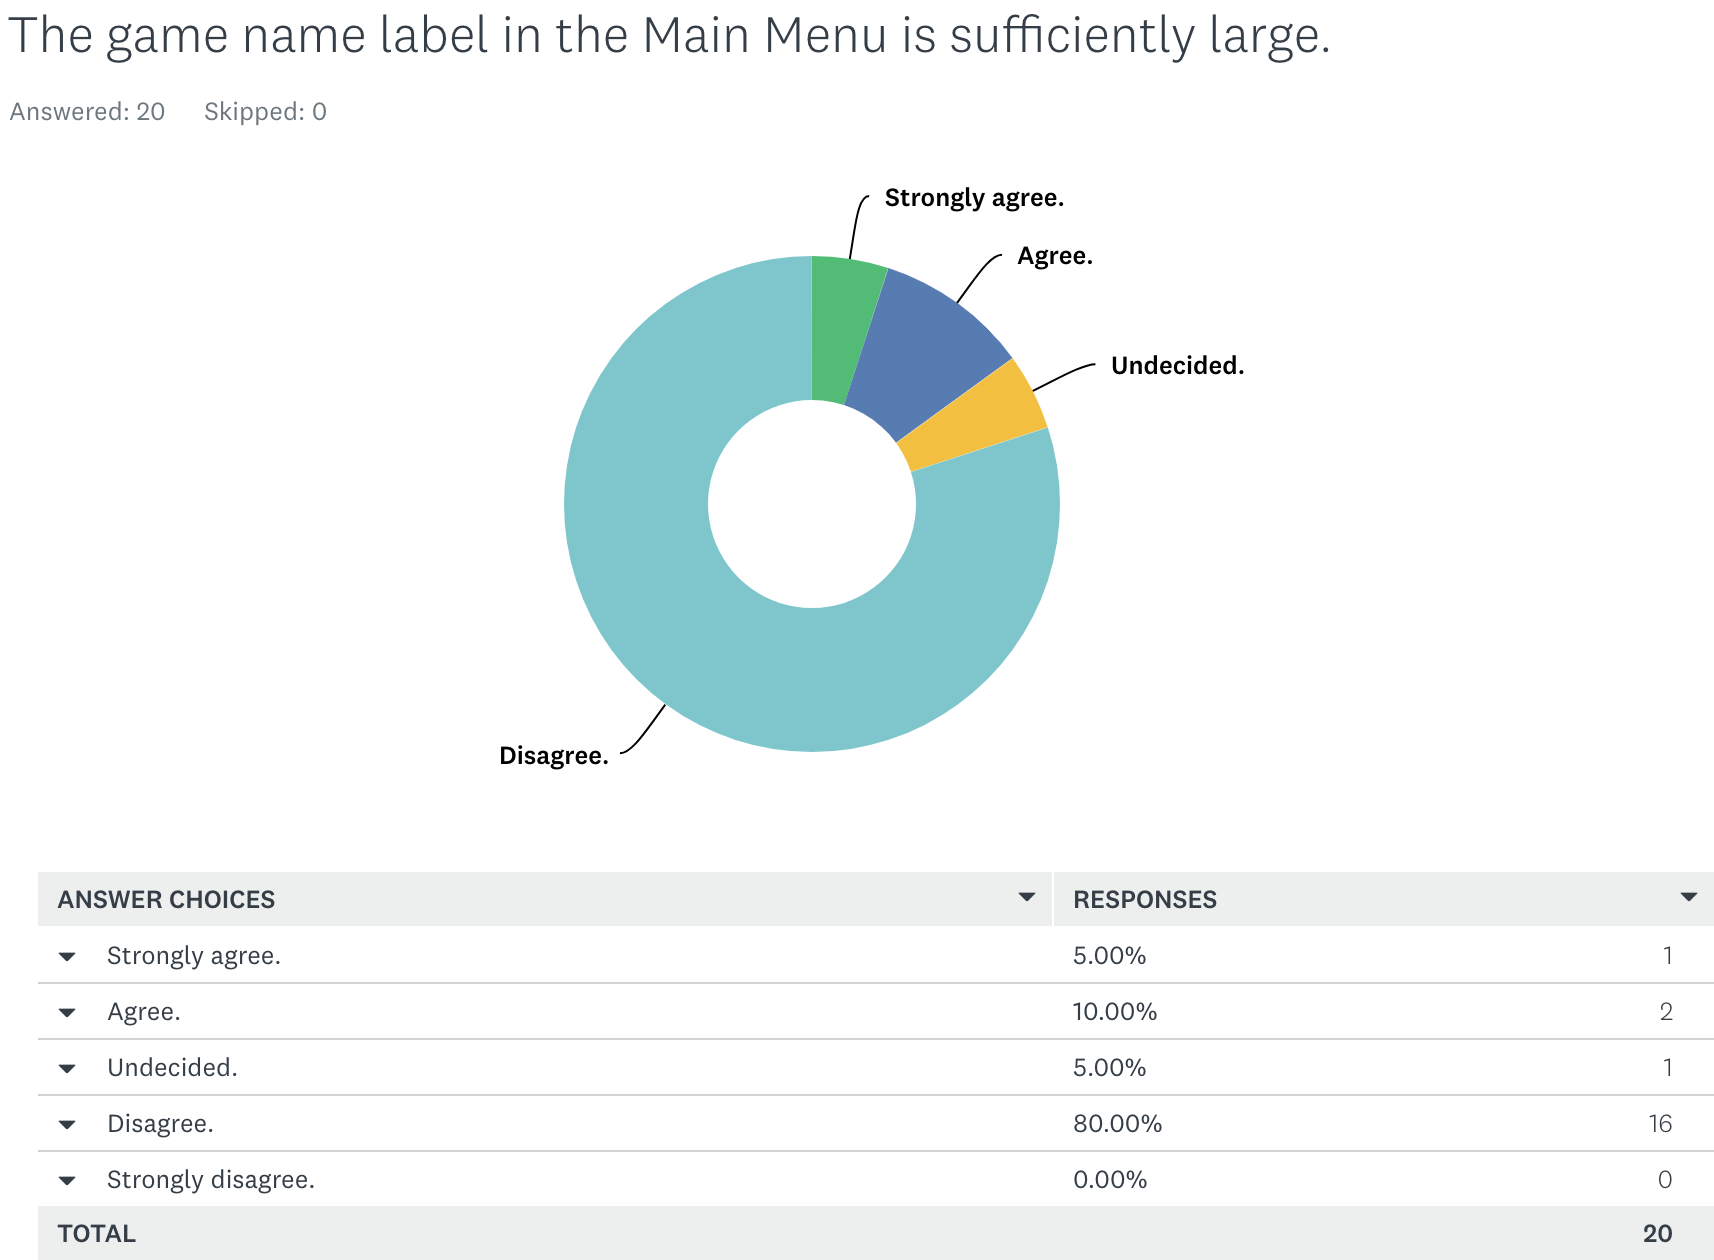 The game name label in the Main Menu is sufficiently large.
Answered: 20 Skipped: 0
Strongly agree.
Agree.
Undecided.
Disagree.
ANSWER CHOICES RESPONSES
Strongly agree. 5.00% 1
Agree. 10.00% 2
Undecided. 5.00% 1
Disagree. 80.00% 16
Strongly disagree. 0.00% 0
TOTAL 20